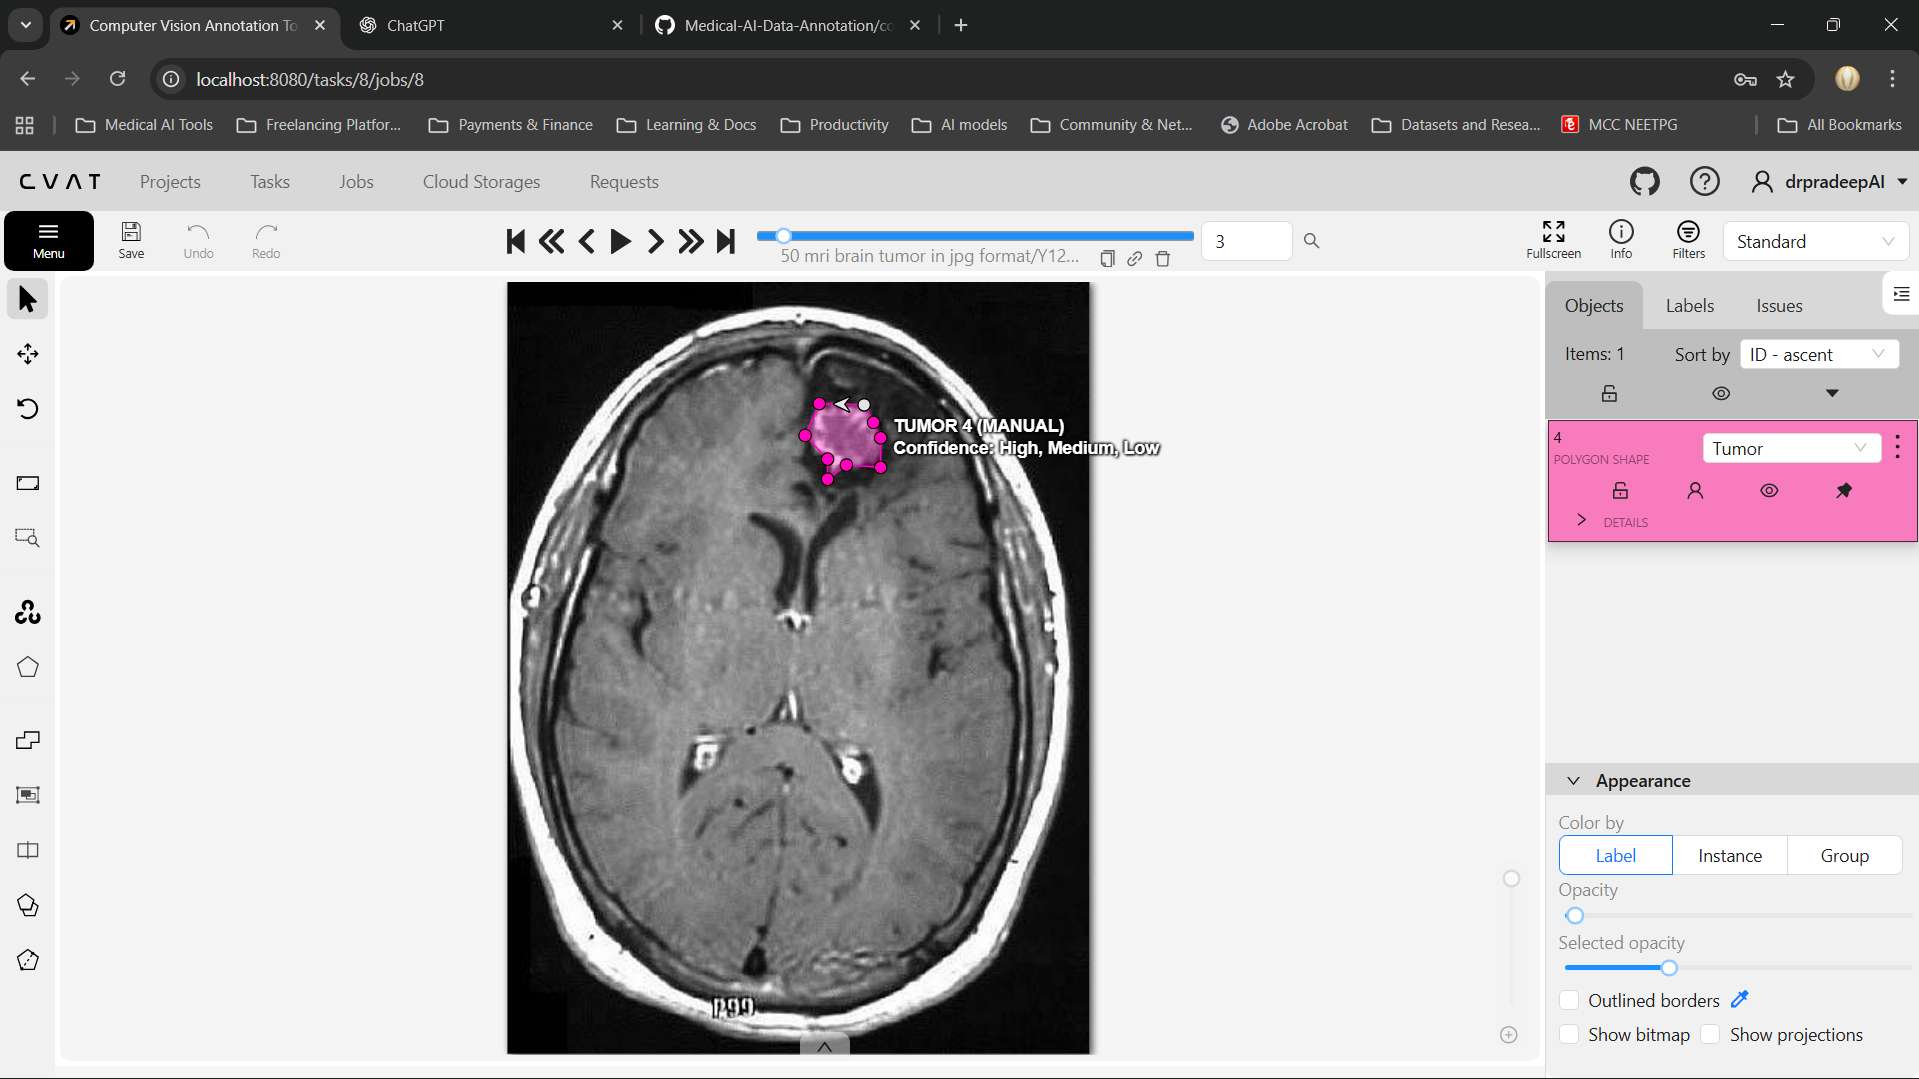 Computer Vision Annotation To
ChatGPT
Medical-AI-Data-Annotation/co
localhost:8080/tasks/8/jobs/8
Medical AI Tools
Freelancing Platfor...
Payments & Finance
Learning & Docs
Productivity
AI models
Community & Net...
Adobe Acrobat
Datasets and Resea...
MCC NEETPG
All Bookmarks
CVAT
Projects
Tasks
Jobs
Cloud Storages
Requests
drpradeepAI
Menu
Save
Undo
Redo
50 mri brain tumor in jpg format/Y12...
3
Fullscreen
Info
Filters
Standard
Objects
Labels
Issues
Items: 1
Sort by
ID - ascent
TUMOR 4 (MANUAL)
Confidence: High, Medium, Low
4
POLYGON SHAPE
Tumor
DETAILS
Appearance
Color by
Label
Instance
Group
Opacity
Selected opacity
Outlined borders
Show bitmap
Show projections